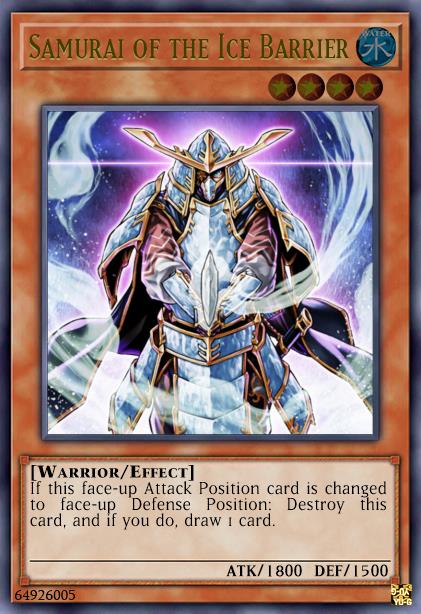 Samurai of the Ice Barrier
WATER
水
[Warrior/Effect]
If this face-up Attack Position card is changed
to face-up Defense Position: Destroy this
card, and if you do, draw 1 card.
ATK/1800 DEF/1500
64926005